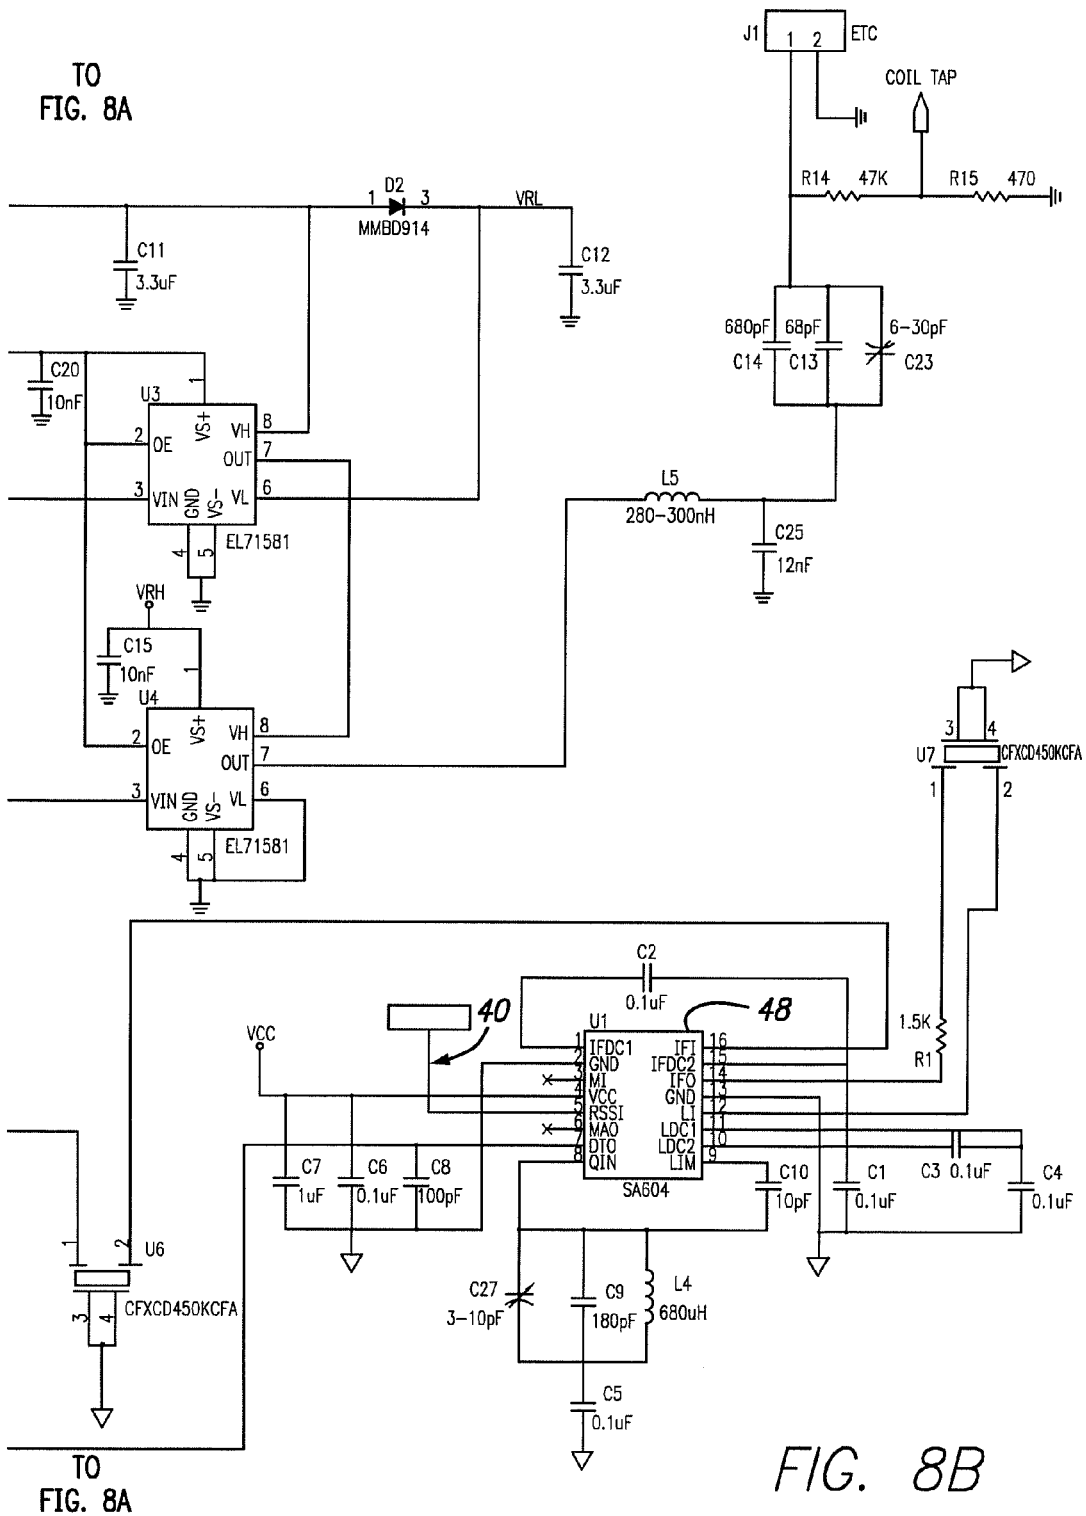 TO
FIG. 8A
J1 1 2 ETC
COIL TAP
R14 47K R15 470
1 D2 3 VRL
MMBD914
C11
3.3uF
C12
3.3uF
680pF 68pF 6-30pF
C14 C13 C23
C20
10nF
U3
1
VS+
2 OE
VH 8
OUT 7
3 VIN
VL 6
GND VS-
4 5
EL71581
L5
280-300nH
C25
12nF
VRH
C15
10nF
U4
1
VS+
2 OE
VH 8
OUT 7
3 VIN
VL 6
GND VS-
4 5
EL71581
3 4
U7 CFXCD450KCFA
1 2
C2
0.1uF
40
U1 48
1.5K
R1
VCC
1 IFDC1 IFI 16
2 GND IFDC2 15
3 MI IFO 14
4 VCC GND 13
5 RSSI LI 12
6 MAO LDC1 11
7 DTO LDC2 10
8 QIN LIM 9
SA604
C7
1uF
C6
0.1uF
C8
100pF
C10
10pF
C1
0.1uF
C3 0.1uF
C4
0.1uF
1 2 U6
CFXCD450KCFA
3 4
C27
3-10pF
C9
180pF
L4
680uH
C5
0.1uF
TO
FIG. 8A
FIG. 8B